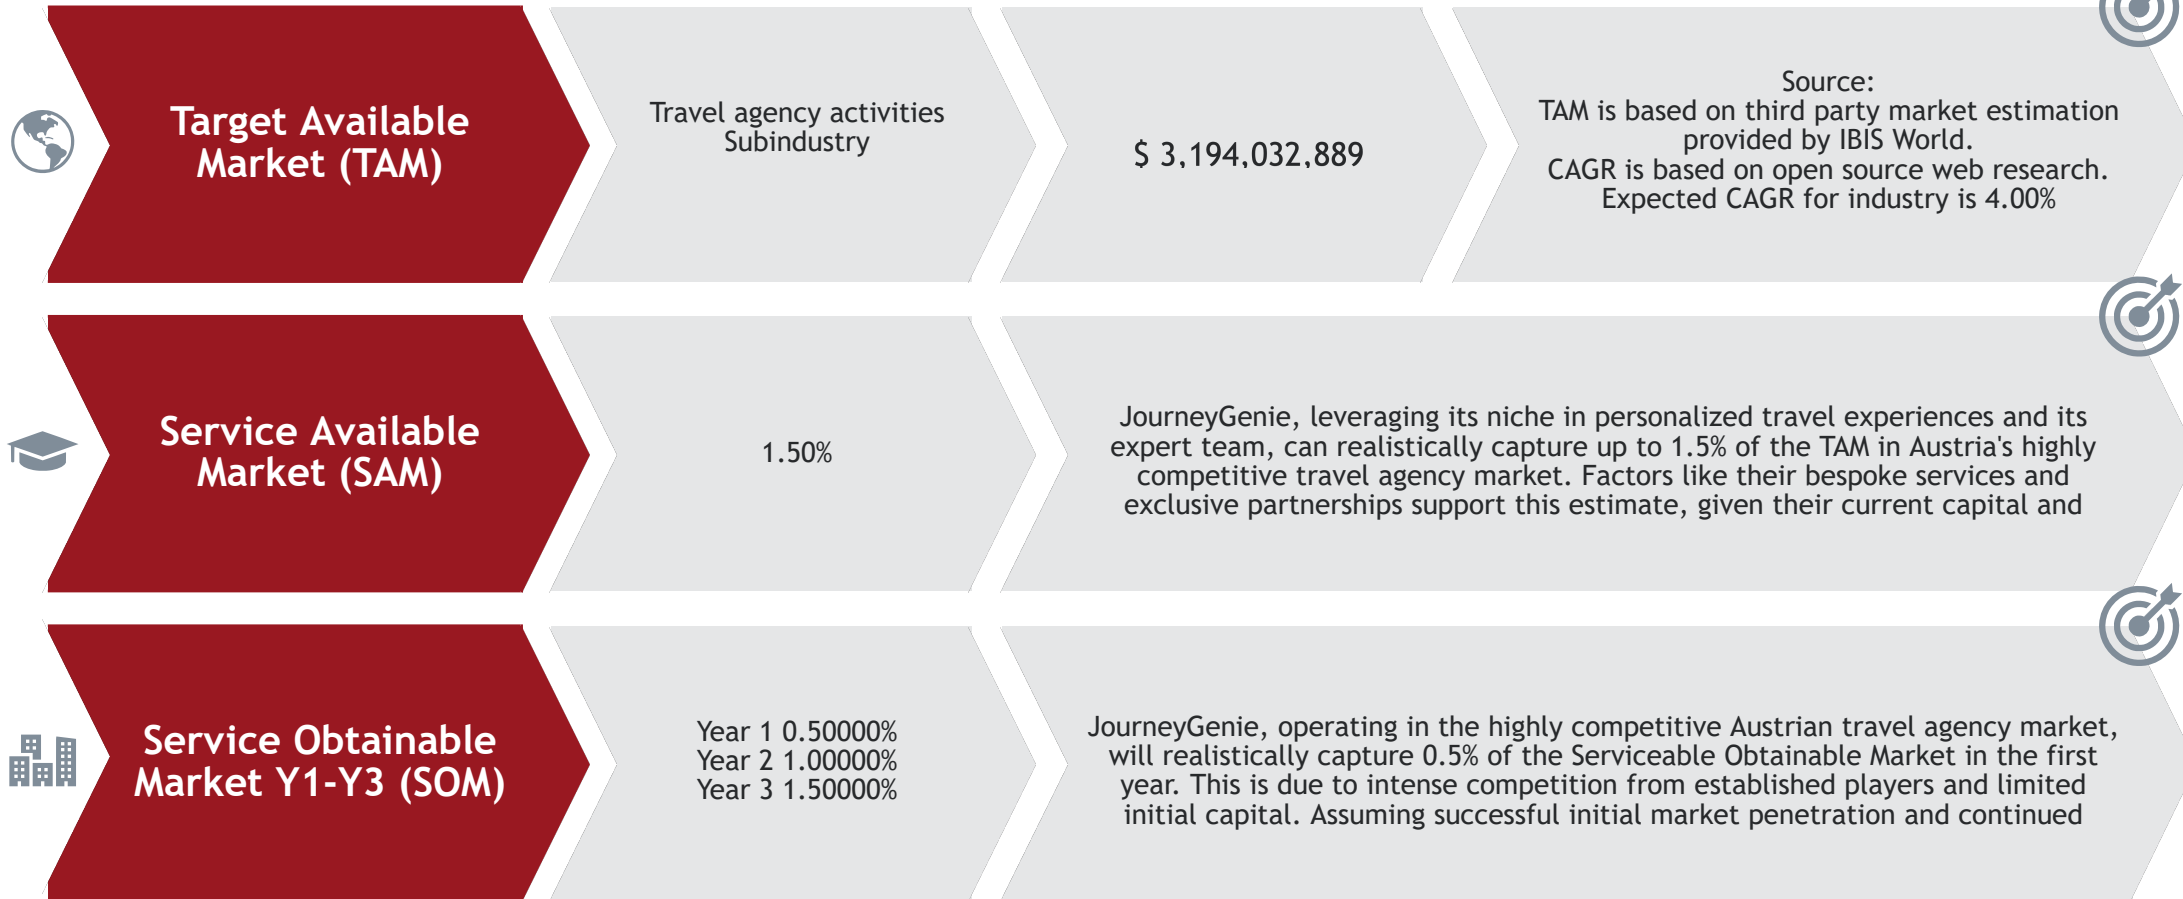 Target Available
Market (TAM)
Travel agency activities
Subindustry
$ 3,194,032,889
Source:
TAM is based on third party market estimation
provided by IBIS World.
CAGR is based on open source web research.
Expected CAGR for industry is 4.00%
Service Available
Market (SAM)
1.50%
JourneyGenie, leveraging its niche in personalized travel experiences and its
expert team, can realistically capture up to 1.5% of the TAM in Austria's highly
competitive travel agency market. Factors like their bespoke services and
exclusive partnerships support this estimate, given their current capital and
Service Obtainable
Market Y1-Y3 (SOM)
Year 1 0.50000%
Year 2 1.00000%
Year 3 1.50000%
JourneyGenie, operating in the highly competitive Austrian travel agency market,
will realistically capture 0.5% of the Serviceable Obtainable Market in the first
year. This is due to intense competition from established players and limited
initial capital. Assuming successful initial market penetration and continued